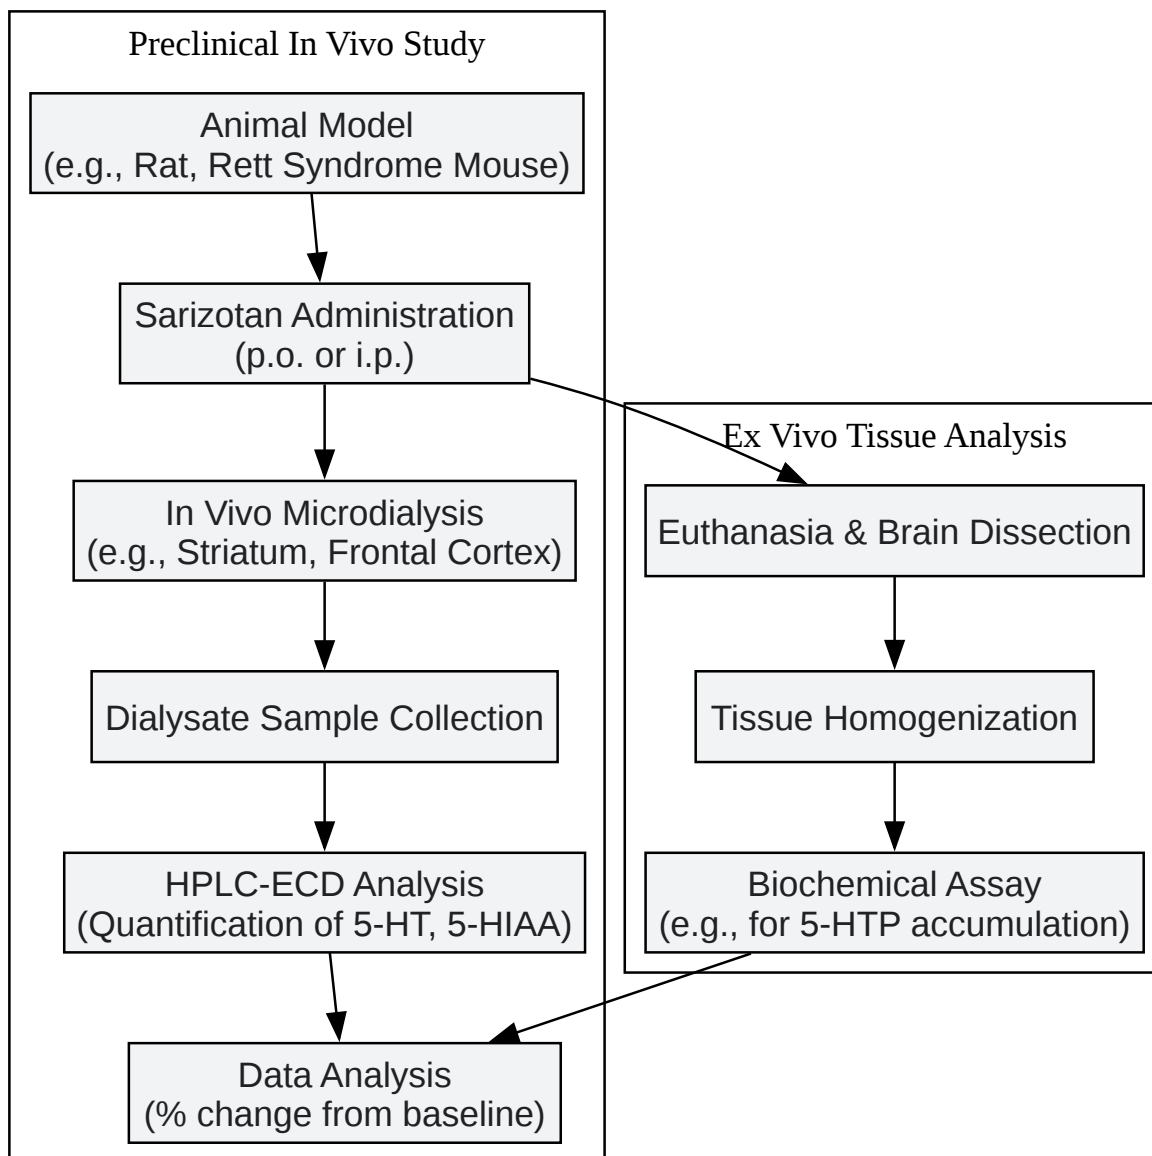 Preclinical In Vivo Study
Animal Model
(e.g., Rat, Rett Syndrome Mouse)
Sarizotan Administration
(p.o. or i.p.)
In Vivo Microdialysis
(e.g., Striatum, Frontal Cortex)
Dialysate Sample Collection
HPLC-ECD Analysis
(Quantification of 5-HT, 5-HIAA)
Data Analysis
(% change from baseline)
Ex Vivo Tissue Analysis
Euthanasia & Brain Dissection
Tissue Homogenization
Biochemical Assay
(e.g., for 5-HTP accumulation)